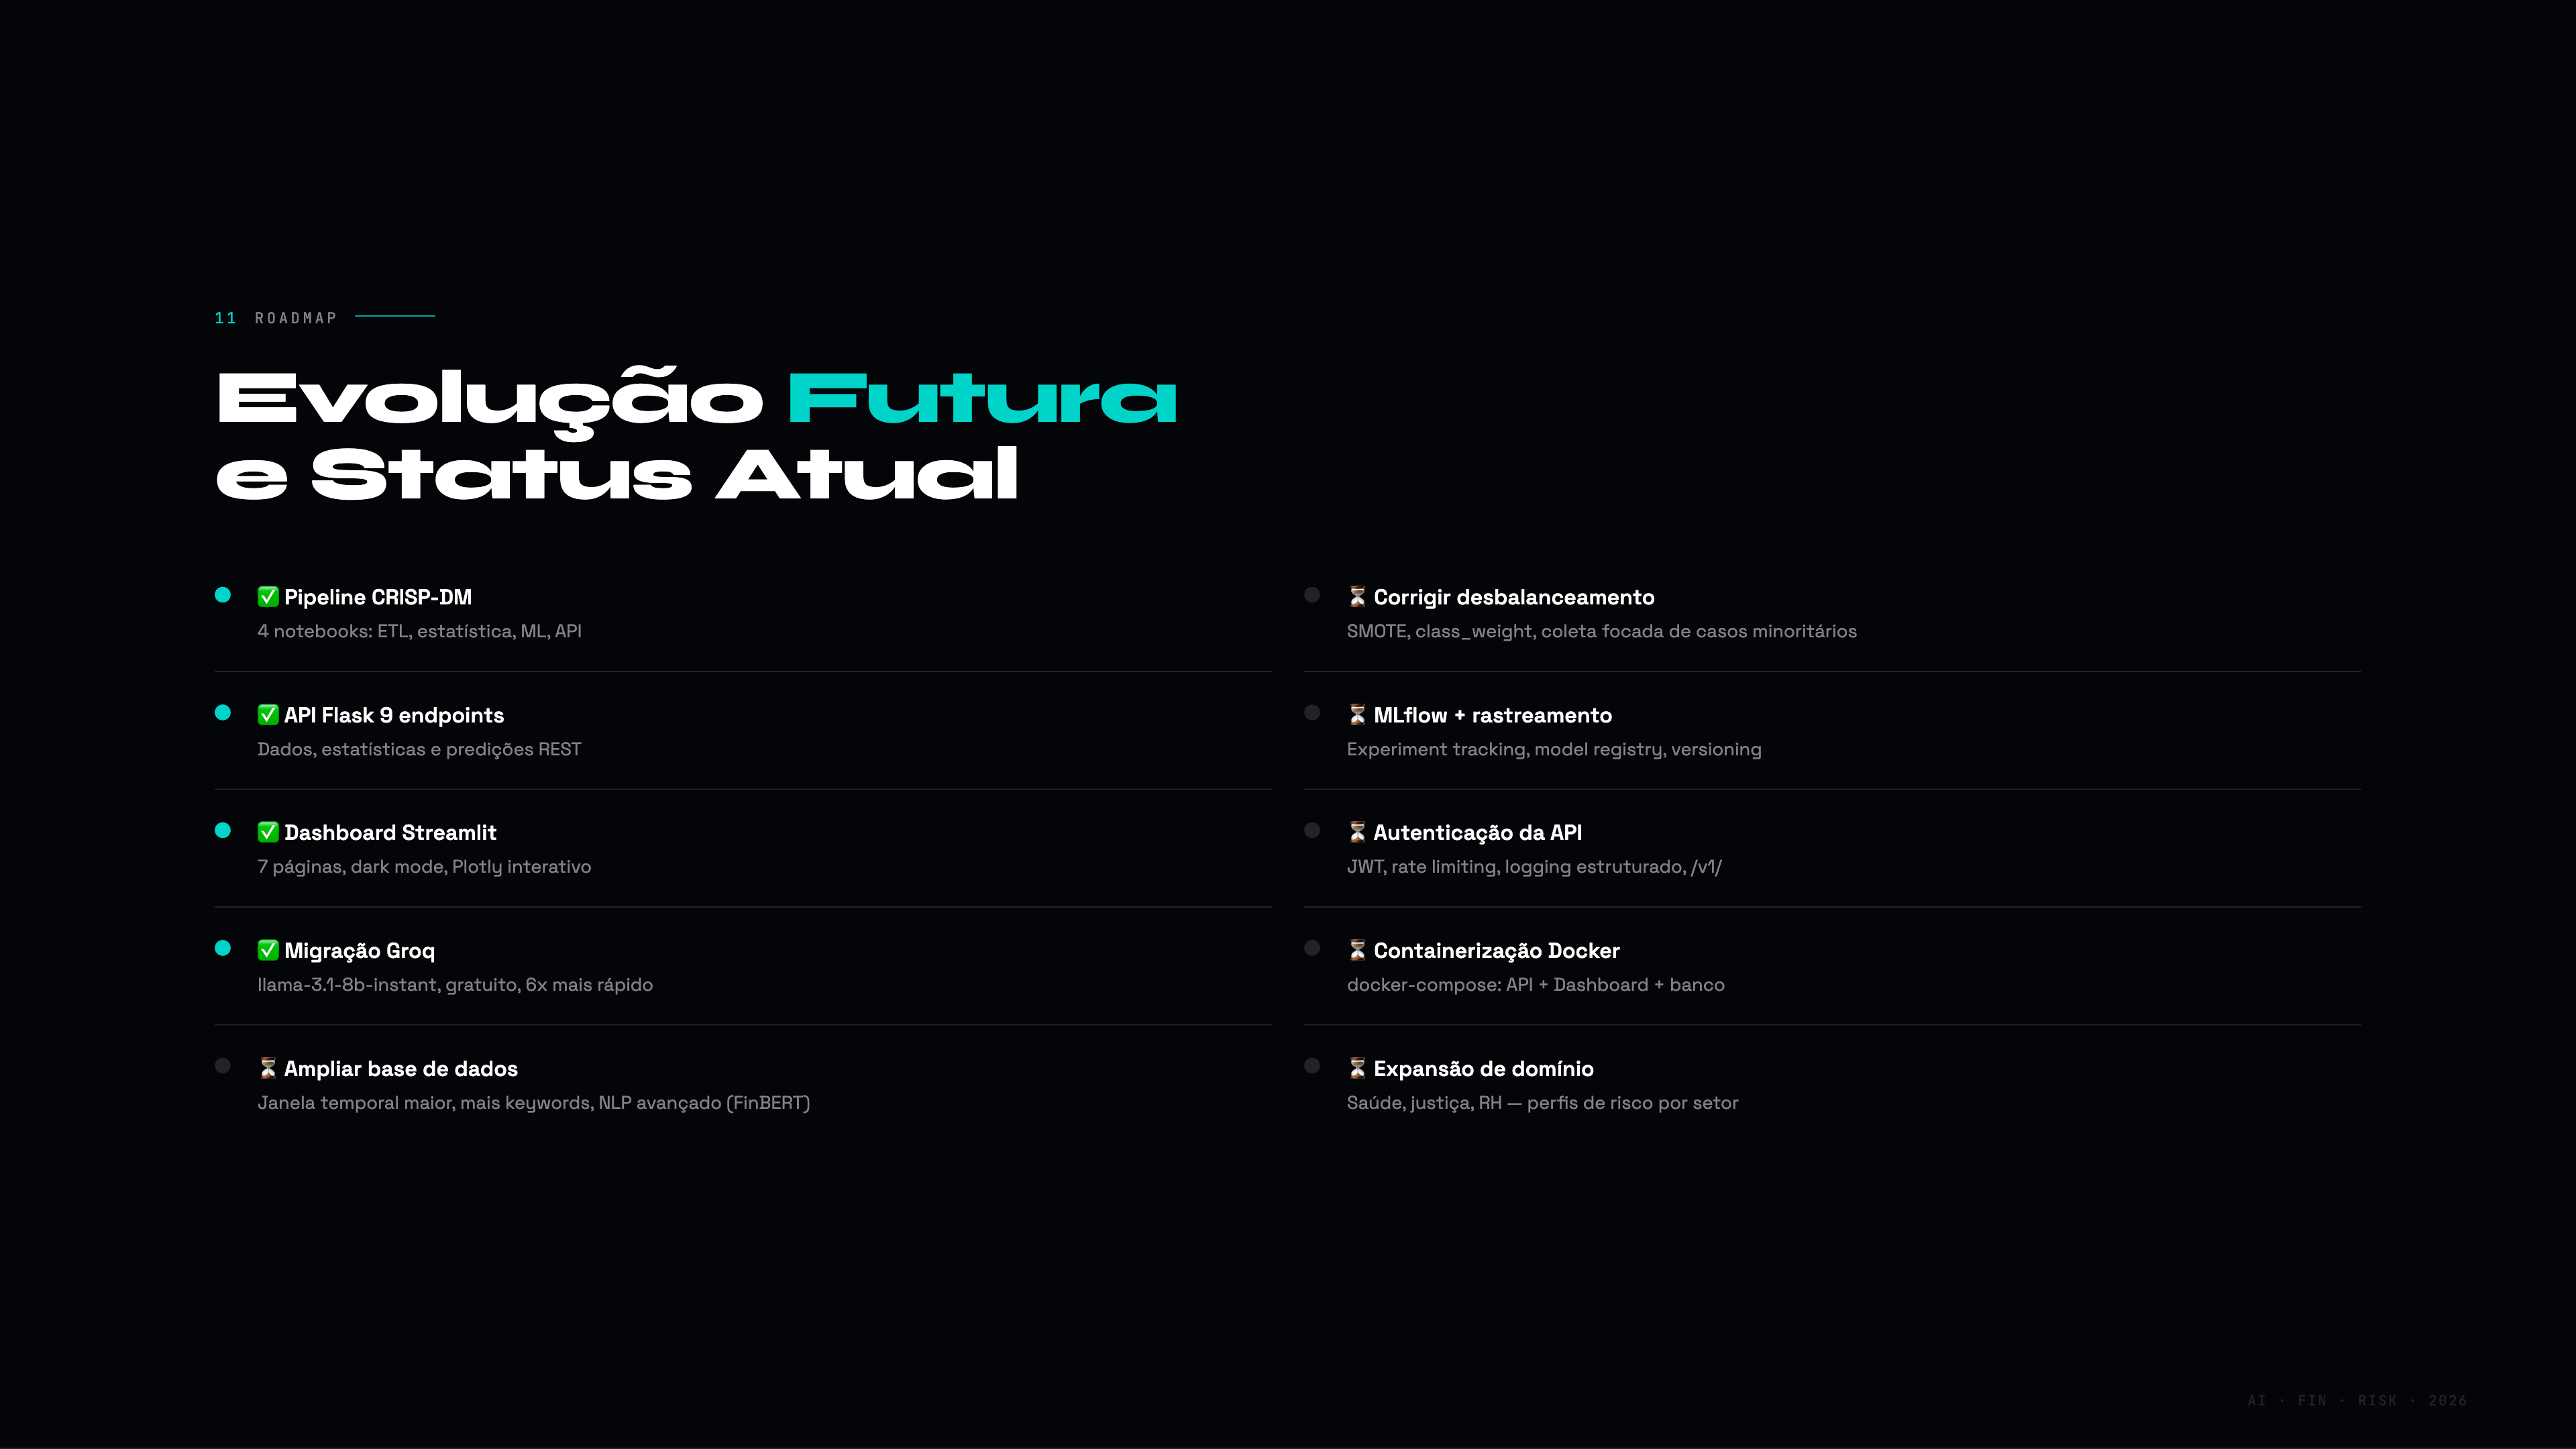 11 ROADMAP
Evolução Futura
e Status Atual
✅ Pipeline CRISP-DM
4 notebooks: ETL, estatística, ML, API
✅ API Flask 9 endpoints
Dados, estatísticas e predições REST
✅ Dashboard Streamlit
7 páginas, dark mode, Plotly interativo
✅ Migração Groq
llama-3.1-8b-instant, gratuito, 6x mais rápido
⏳ Ampliar base de dados
Janela temporal maior, mais keywords, NLP avançado (FinBERT)
⏳ Corrigir desbalanceamento
SMOTE, class_weight, coleta focada de casos minoritários
⏳ MLflow + rastreamento
Experiment tracking, model registry, versioning
⏳ Autenticação da API
JWT, rate limiting, logging estruturado, /v1/
⏳ Containerização Docker
docker-compose: API + Dashboard + banco
⏳ Expansão de domínio
Saúde, justiça, RH — perfis de risco por setor
AI · FIN · RISK · 2026